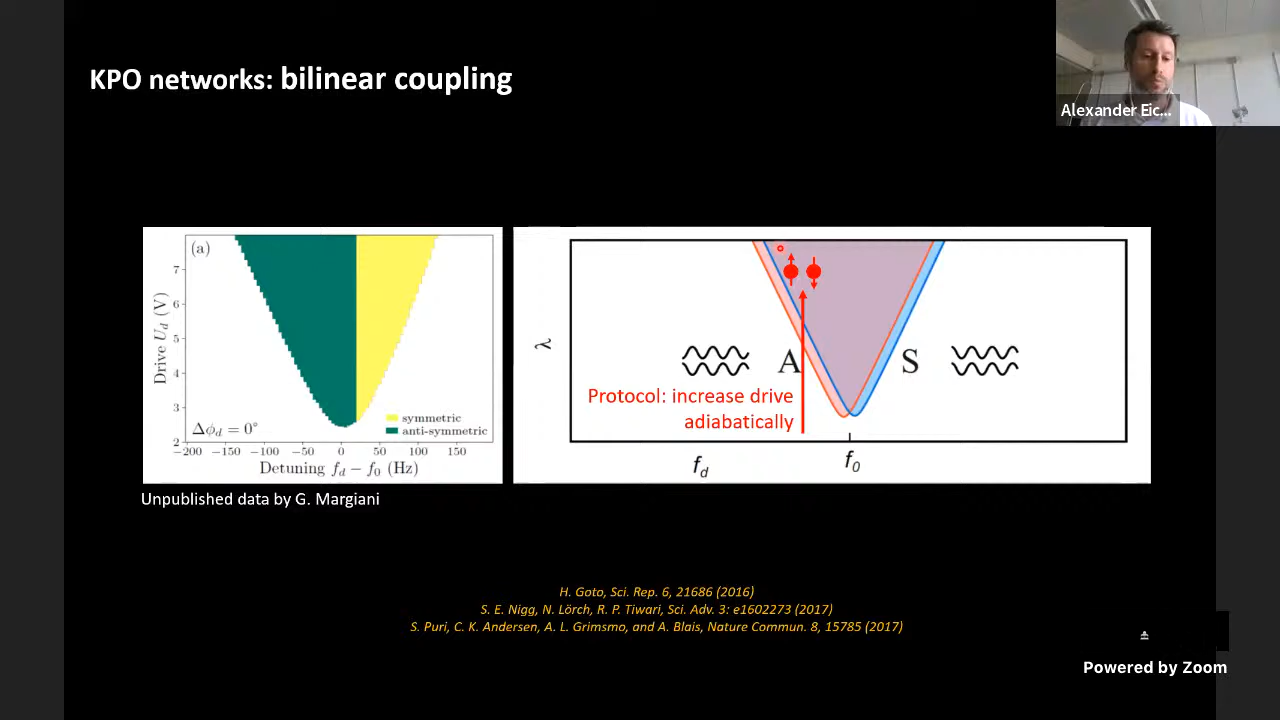 KPO networks: bilinear coupling
Alexander Eic...
(a)
7
6
5
4
3
2
Drive U_d (V)
symmetric
anti-symmetric
Δϕ_d = 0°
−200 −150 −100 −50 0 50 100 150
Detuning f_d − f_0 (Hz)
Unpublished data by G. Margiani
λ
A
S
Protocol: increase drive
adiabatically
f_d
f_0
H. Goto, Sci. Rep. 6, 21686 (2016)
S. E. Nigg, N. Lörch, R. P. Tiwari, Sci. Adv. 3: e1602273 (2017)
S. Puri, C. K. Andersen, A. L. Grimsmo, and A. Blais, Nature Commun. 8, 15785 (2017)
Powered by Zoom